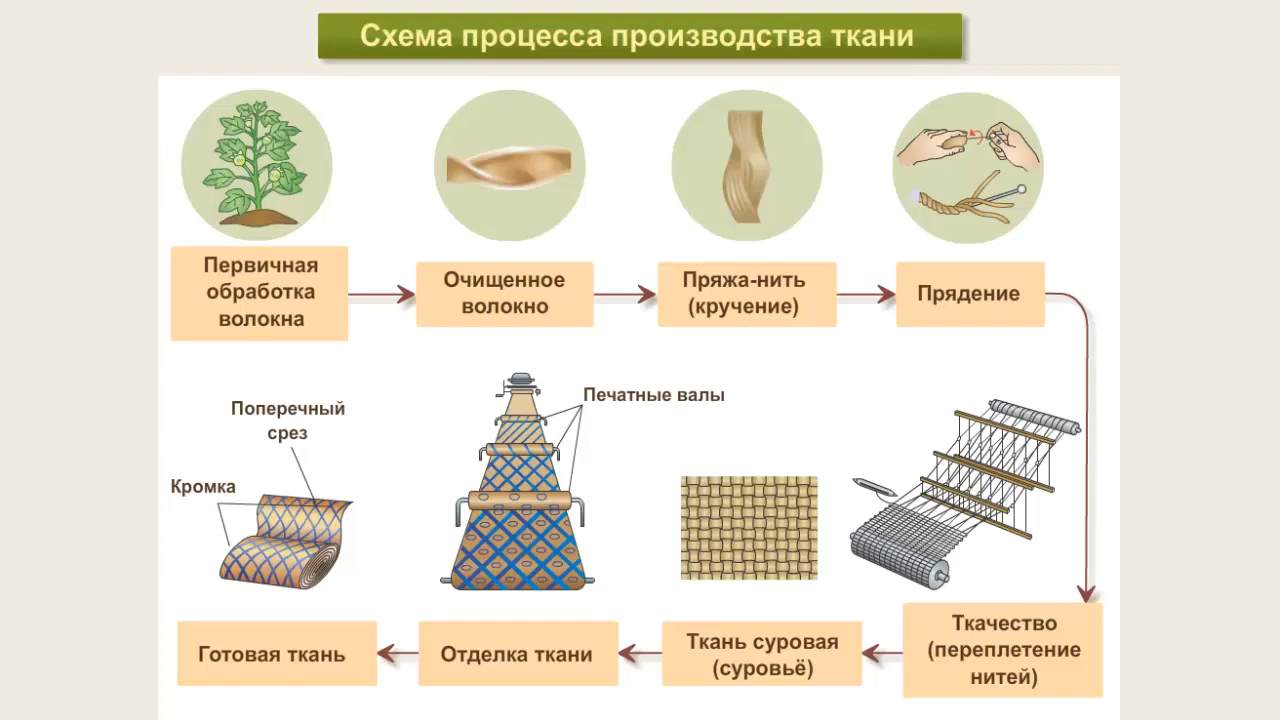 Схема процесса производства ткани
Первичная
обработка
волокна
Очищенное
волокно
Пряжа-нить
(кручение)
Прядение
Поперечный
срез
Кромка
Печатные валы
Готовая ткань
Отделка ткани
Ткань суровая
(суровьё)
Ткачество
(переплетение
нитей)